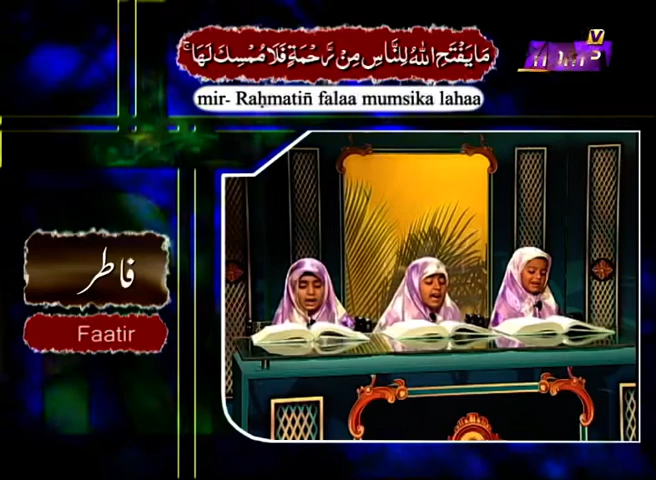 مَا يَفْتَحِ اللّٰهُ لِلنَّاسِ مِنْ رَّحْمَةٍ فَلَا مُمْسِكَ لَهَا ۚ
mir- Raḥmatiñ falaa mumsika lahaa
فاطر
Faatir